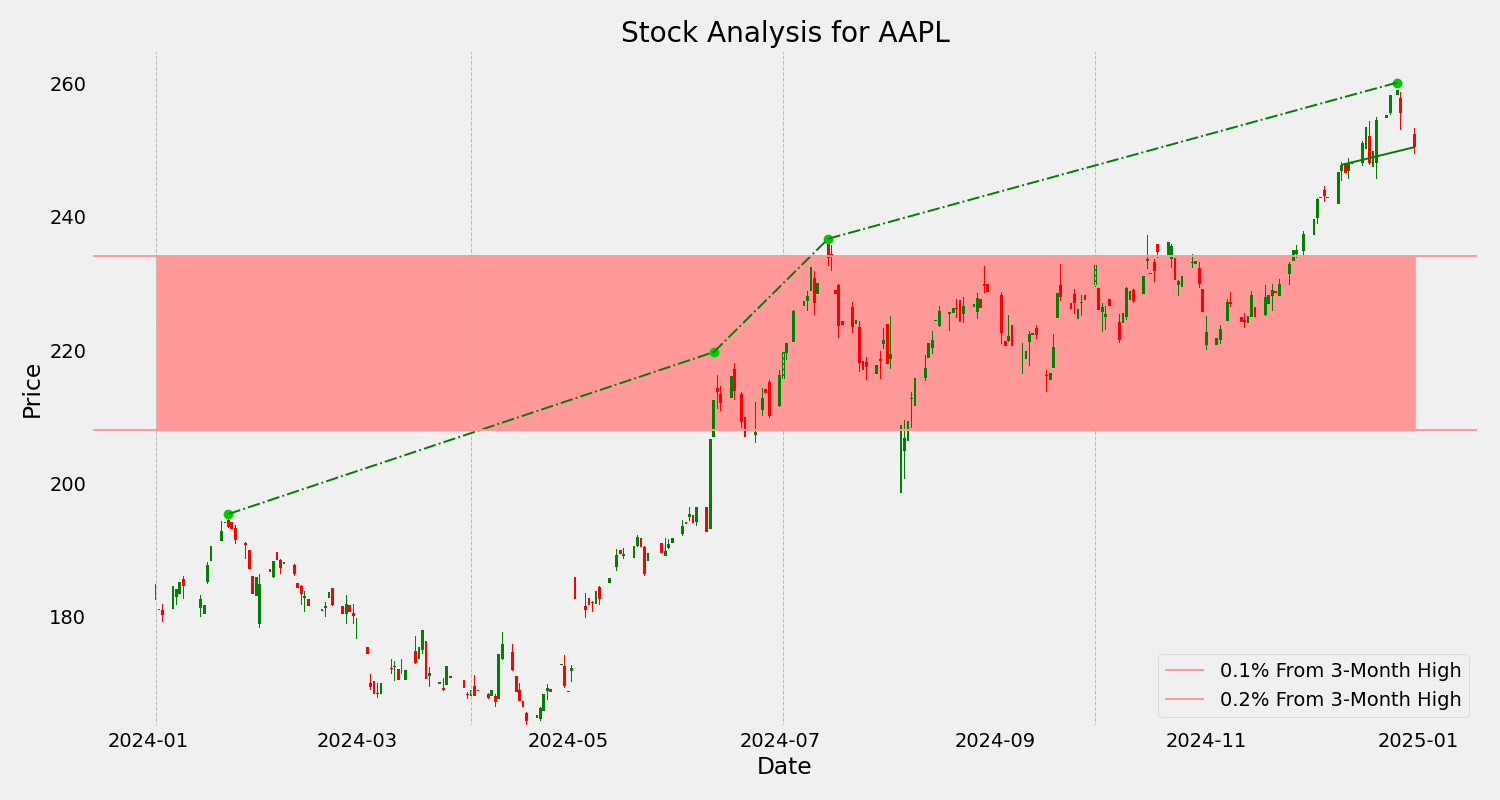 Stock Analysis for AAPL
260
240
220
200
180
Price
2024-01
2024-03
2024-05
2024-07
2024-09
2024-11
2025-01
Date
0.1% From 3-Month High
0.2% From 3-Month High